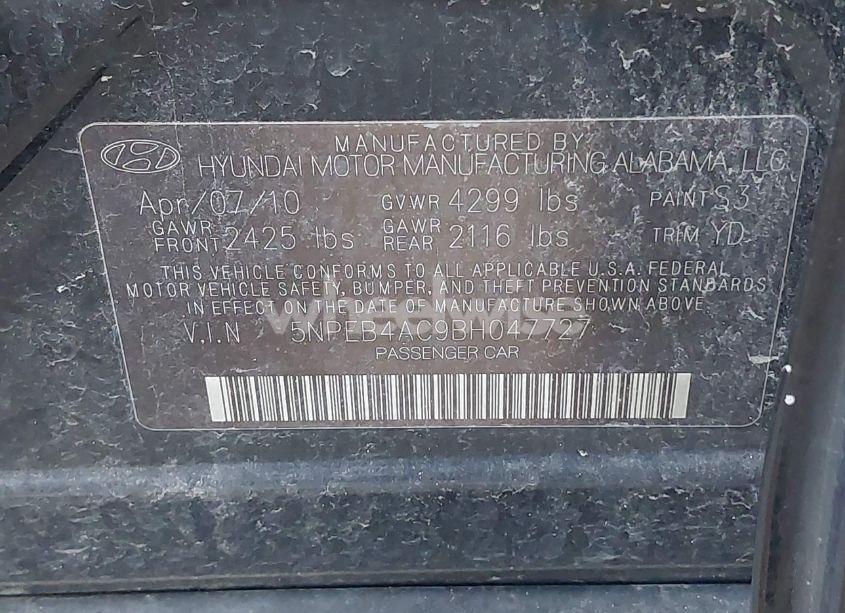 MANUFACTURED BY
HYUNDAI MOTOR MANUFACTURING ALABAMA, LLC
Apr/07/10 GVWR 4299 lbs PAINT S3
GAWR FRONT 2425 lbs GAWR REAR 2116 lbs TRIM YD
THIS VEHICLE CONFORMS TO ALL APPLICABLE U.S.A. FEDERAL
MOTOR VEHICLE SAFETY, BUMPER, AND THEFT PREVENTION STANDARDS
IN EFFECT ON THE DATE OF MANUFACTURE SHOWN ABOVE
V.I.N 5NPEB4AC9BH047727
PASSENGER CAR